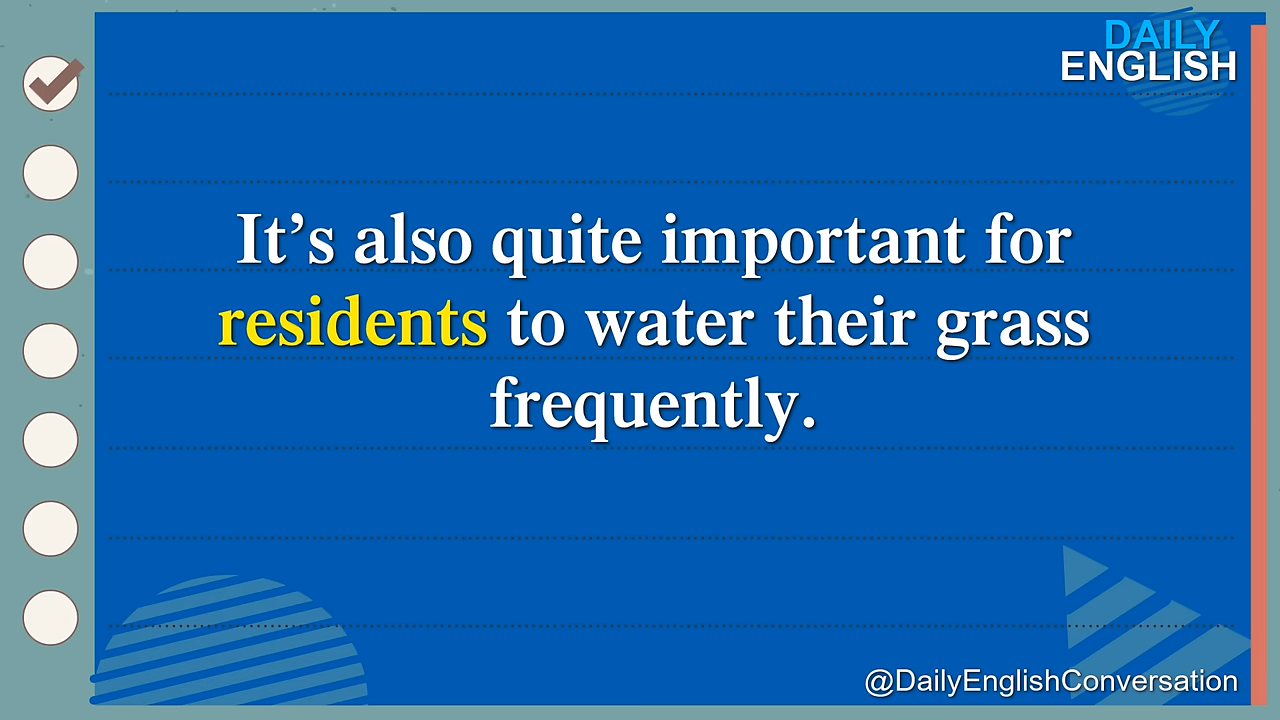 DAILY
ENGLISH
It’s also quite important for
residents to water their grass
frequently.
@DailyEnglishConversation